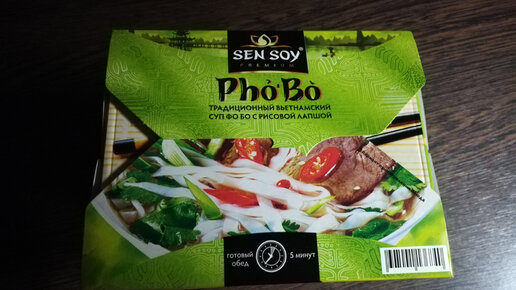 SEN SOY®
PREMIUM
Phở Bò
ТРАДИЦИОННЫЙ ВЬЕТНАМСКИЙ
СУП ФО БО С РИСОВОЙ ЛАПШОЙ
ГОТОВЫЙ
ОБЕД
5 МИНУТ